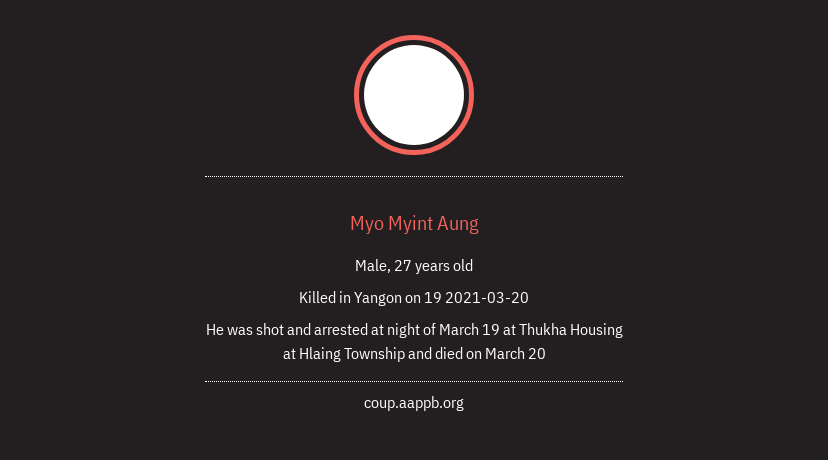 Myo Myint Aung
Male, 27 years old
Killed in Yangon on 19 2021-03-20
He was shot and arrested at night of March 19 at Thukha Housing
at Hlaing Township and died on March 20
coup.aappb.org